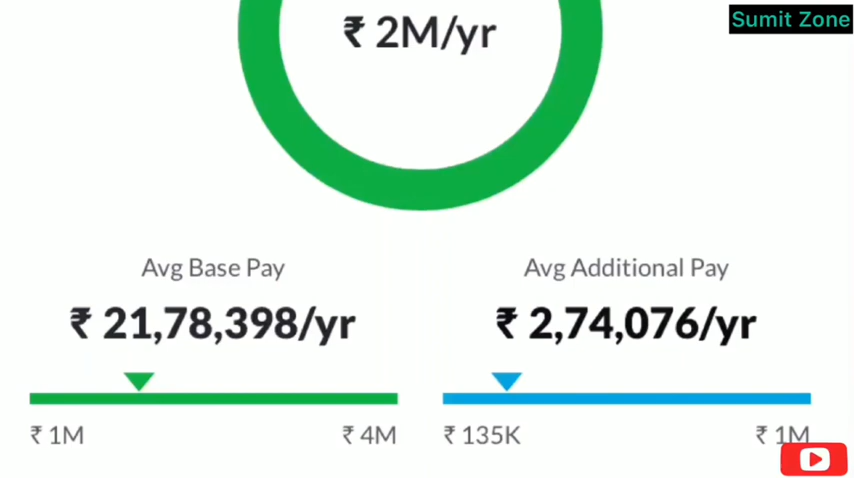 Sumit Zone
₹ 2M/yr
Avg Base Pay
₹ 21,78,398/yr
₹ 1M ₹ 4M
Avg Additional Pay
₹ 2,74,076/yr
₹ 135K ₹ 1M